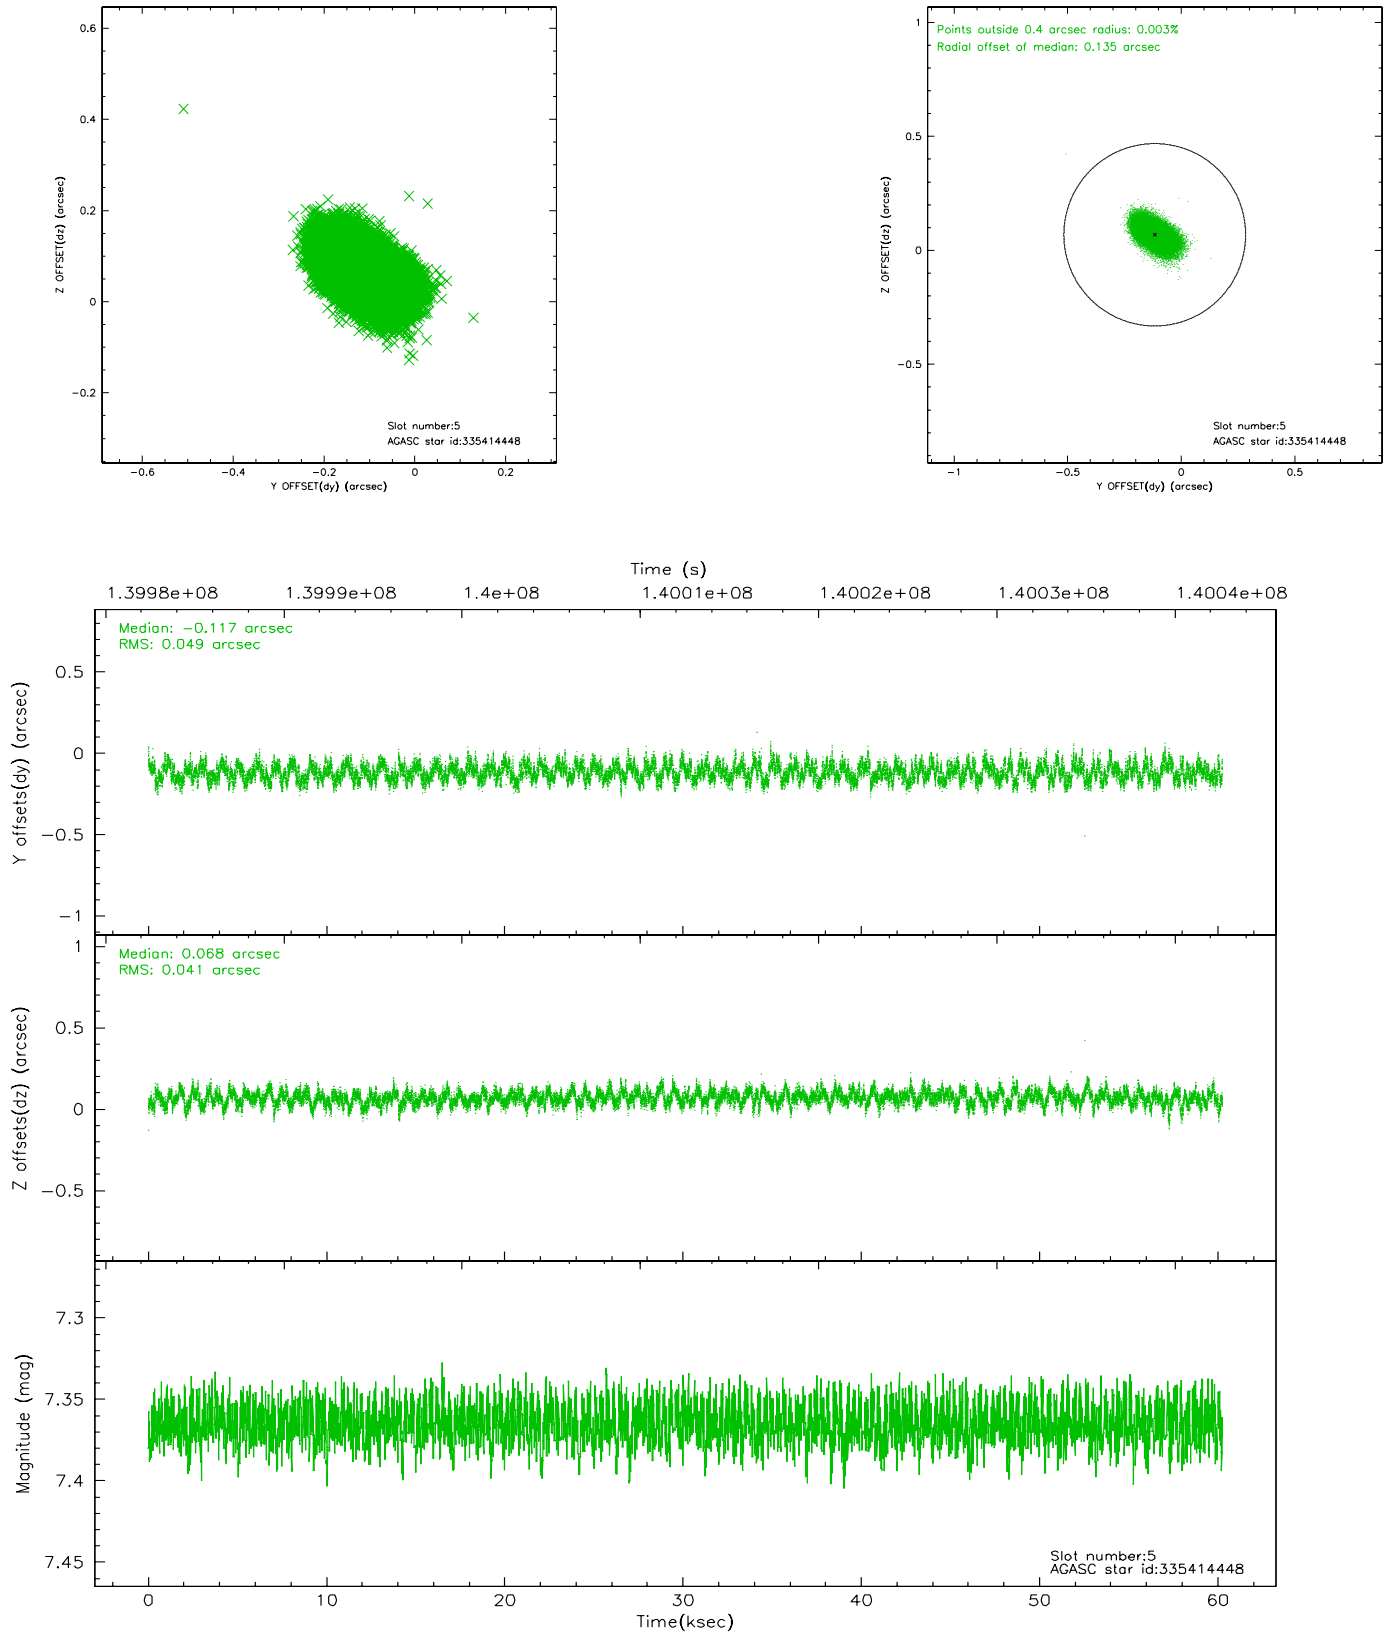 0.6
0.4
0.2
0
−0.2
Z OFFSET(dz) (arcsec)
Slot number:5
AGASC star id:335414448
−0.6
−0.4
−0.2
0
0.2
Y OFFSET(dy) (arcsec)
Points outside 0.4 arcsec radius: 0.003%
Radial offset of median: 0.135 arcsec
1
0.5
0
−0.5
Z OFFSET(dz) (arcsec)
Slot number:5
AGASC star id:335414448
−1
−0.5
0
0.5
Y OFFSET(dy) (arcsec)
Time (s)
1.3998e+08
1.3999e+08
1.4e+08
1.4001e+08
1.4002e+08
1.4003e+08
1.4004e+08
Median: −0.117 arcsec
RMS: 0.049 arcsec
0.5
0
−0.5
−1
Y offsets(dy) (arcsec)
Median: 0.068 arcsec
RMS: 0.041 arcsec
1
0.5
0
−0.5
Z offsets(dz) (arcsec)
7.3
7.35
7.4
7.45
Magnitude (mag)
Slot number:5
AGASC star id:335414448
0
10
20
30
40
50
60
Time(ksec)